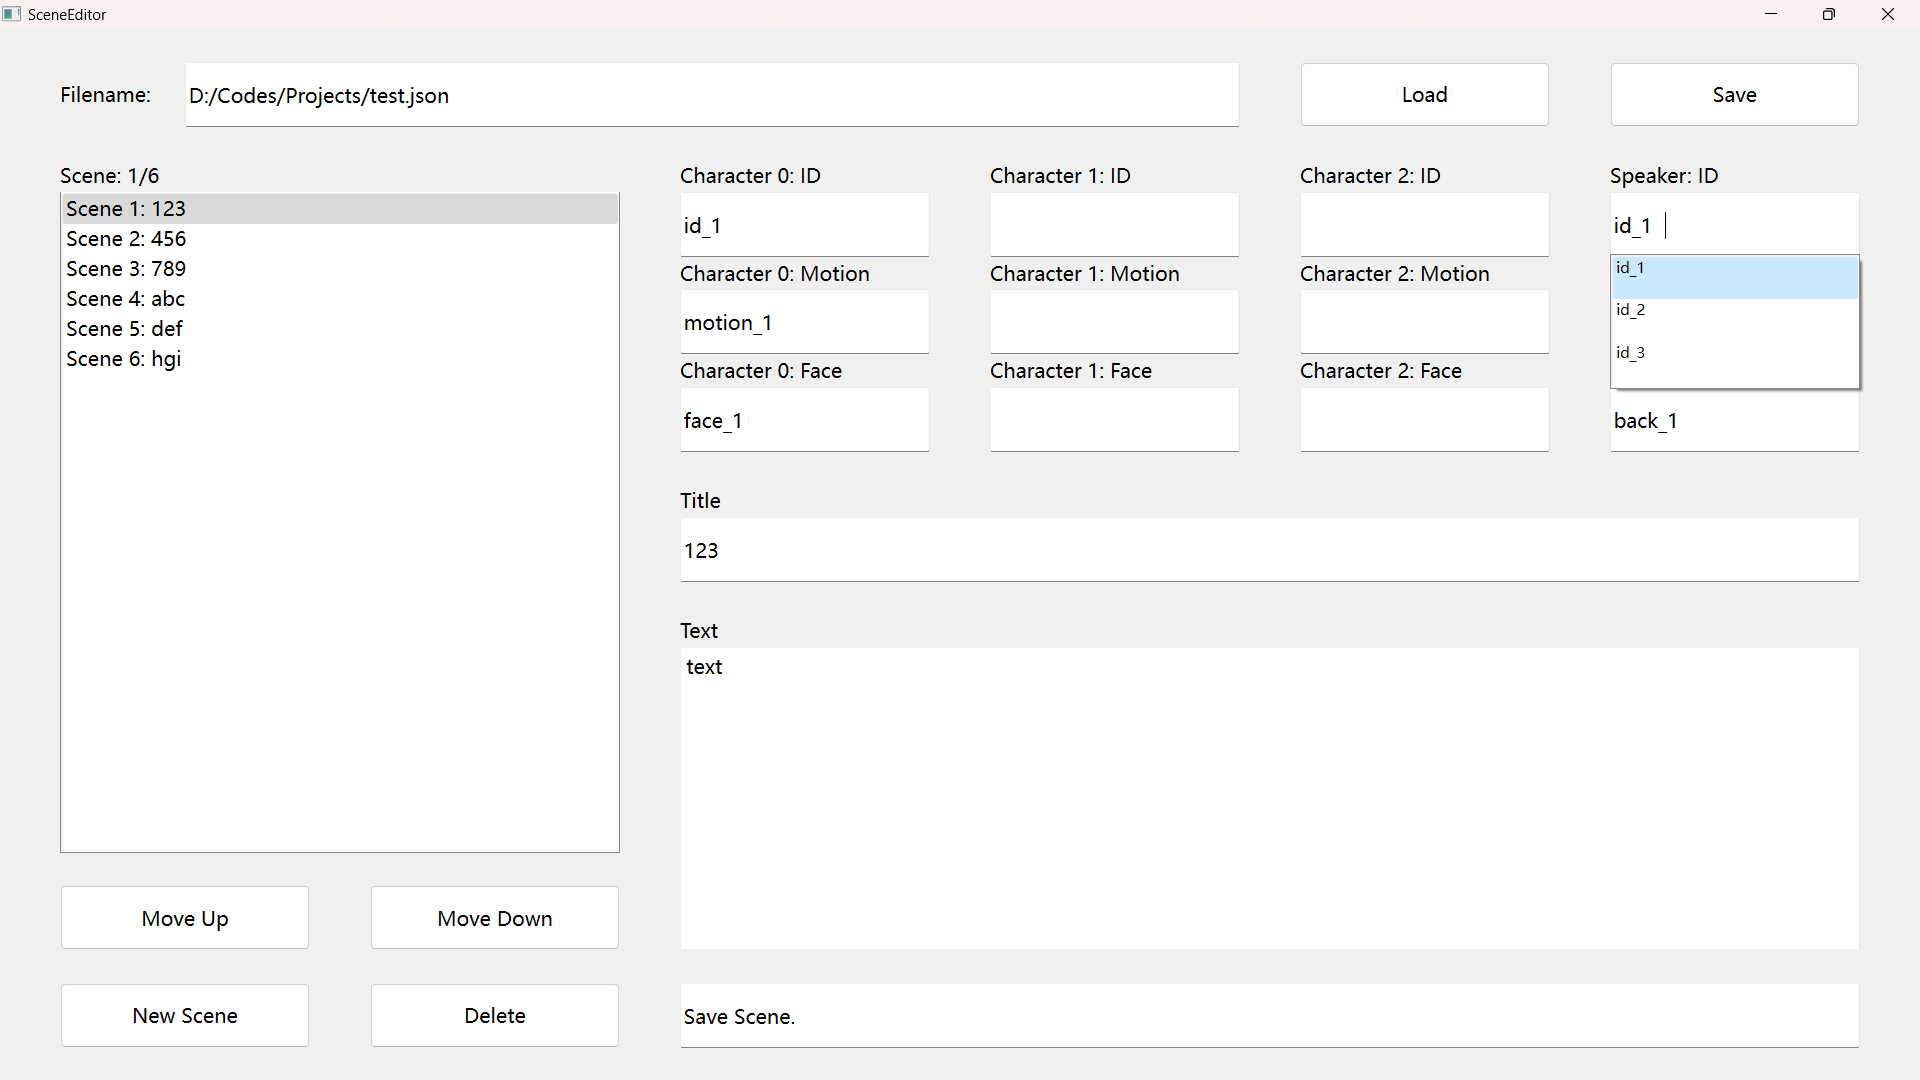 SceneEditor
Filename:
D:/Codes/Projects/test.json
Load
Save
Scene: 1/6
Scene 1: 123
Scene 2: 456
Scene 3: 789
Scene 4: abc
Scene 5: def
Scene 6: hgi
Move Up
Move Down
New Scene
Delete
Character 0: ID
id_1
Character 0: Motion
motion_1
Character 0: Face
face_1
Character 1: ID
Character 1: Motion
Character 1: Face
Character 2: ID
Character 2: Motion
Character 2: Face
Speaker: ID
id_1
id_1
id_2
id_3
back_1
Title
123
Text
text
Save Scene.